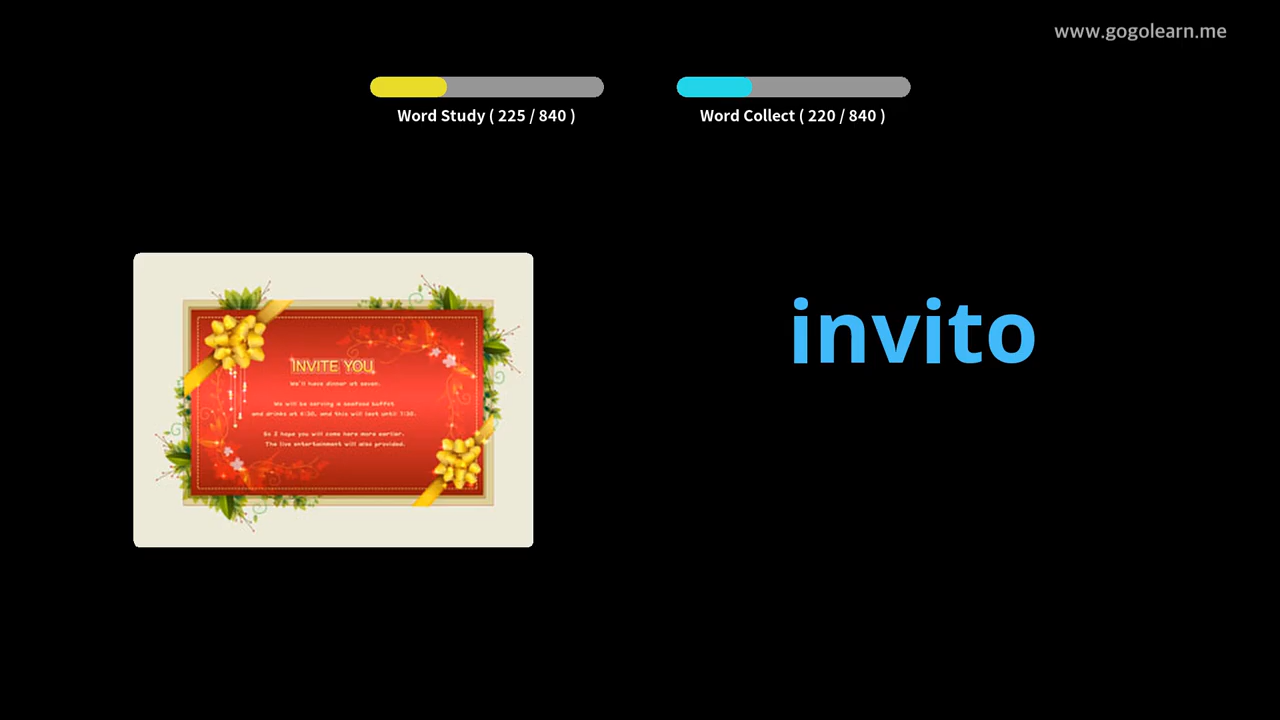 www.gogolearn.me
Word Study ( 225 / 840 )
Word Collect ( 220 / 840 )
INVITE YOU
We'll have dinner at seven.
We will be serving a seafood buffet
and drinks at 6:30, and this will last until 7:30.
So I hope you will come here more earlier.
The live entertainment will also provided.
invito